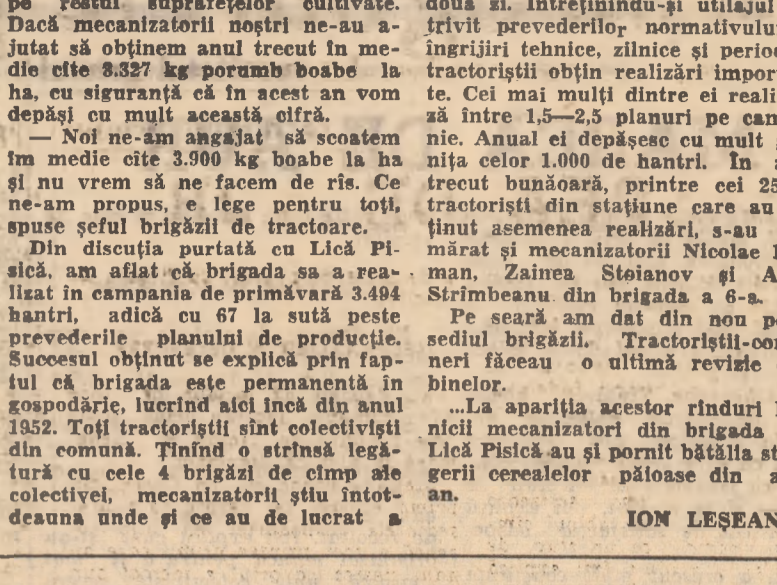 pe restul suprafețelor cultivate.
Dacă mecanizatorii noștri ne-au a-
jutat să obținem anul trecut în me-
die cîte 3.327 kg porumb boabe la
ha, cu siguranță că în acest an vom
depăși cu mult această cifră.
— Noi ne-am angajat să scoatem
îm medie cîte 3.900 kg boabe la ha
și nu vrem să ne facem de rîs. Ce
ne-am propus, e lege pentru toți,
spuse șeful brigăzii de tractoare.
Din discuția purtată cu Lică Pi-
sică, am aflat că brigada sa a rea-
lizat în campania de primăvară 3.494
hantri, adică cu 67 la sută peste
prevederile planului de producție.
Succesul obținut se explică prin fap-
tul că brigada este permanentă în
gospodărie, lucrînd aici încă din anul
1952. Toți tractoriștii sînt colectiviști
din comună. Ținînd o strînsă legă-
tură cu cele 4 brigăzi de cîmp ale
colectivei, mecanizatorii știu întot-
deauna unde și ce au de lucrat a
doua zi. Întreținîndu-și utilajul
trivit prevederilor normativulu
îngrijiri tehnice, zilnice și perio
tractoriștii obțin realizări impor
te. Cei mai mulți dintre ei reali
ză între 1,5—2,5 planuri pe cam
nie. Anual ei depășesc cu mult
nița celor 1.000 de hantri. În
trecut bunăoară, printre cei 25
tractoriști din stațiune care au
ținut asemenea realizări, s-au
mărat și mecanizatorii Nicolae
man, Zainea Stoianov și A
Strîmbeanu din brigada a 6-a.
Pe seară am dat din nou p
sediul brigăzii. Tractoriștii-co
neri făceau o ultimă revizie
binelor.
...La apariția acestor rînduri
nicii mecanizatori din brigada
Lică Pisică au și pornit bătălia st
gerii cerealelor păioase din a
an.
ION LEȘEAN